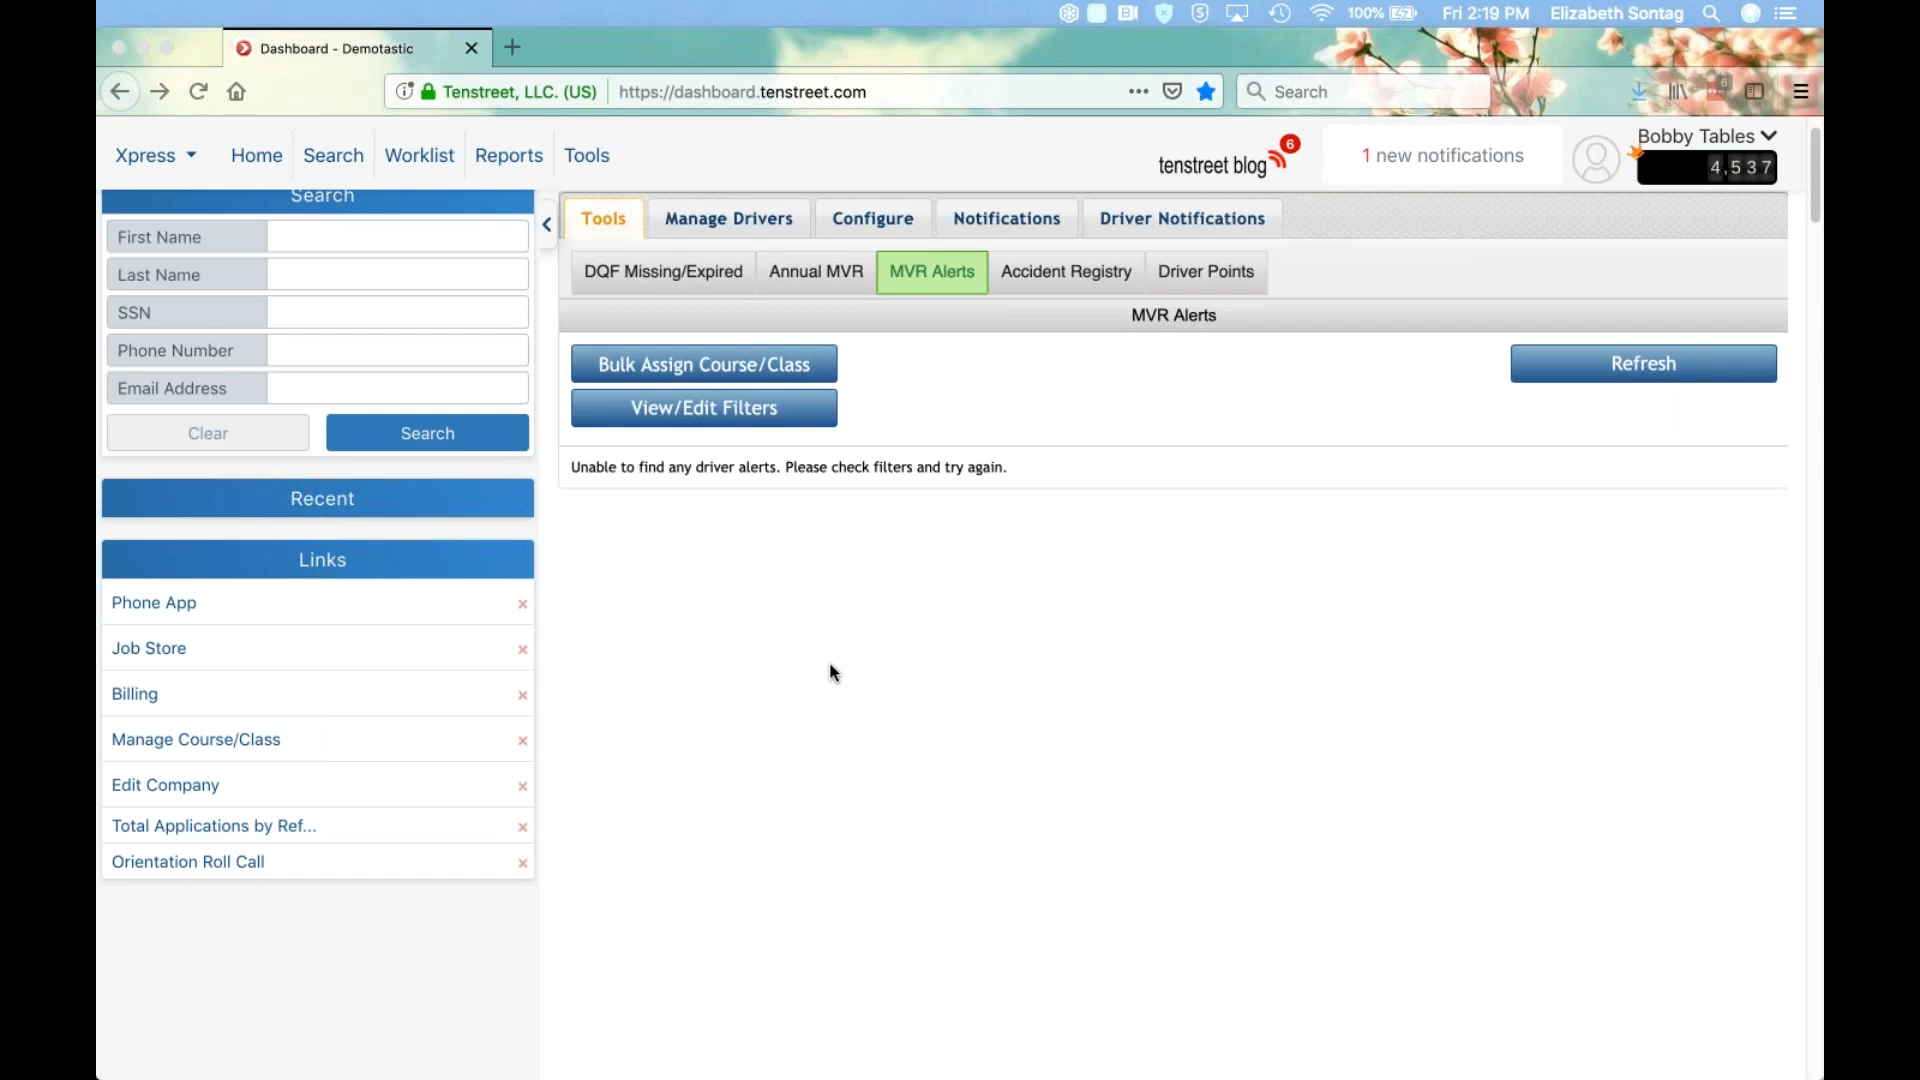 100% Fri 2:19 PM Elizabeth Sontag
Dashboard - Demotastic
Tenstreet, LLC. (US) https://dashboard.tenstreet.com Search
Xpress Home Search Worklist Reports Tools
tenstreet blog 6
1 new notifications
Bobby Tables
4,537
Search
First Name
Last Name
SSN
Phone Number
Email Address
Clear Search
Recent
Links
Phone App
Job Store
Billing
Manage Course/Class
Edit Company
Total Applications by Ref...
Orientation Roll Call
Tools Manage Drivers Configure Notifications Driver Notifications
DQF Missing/Expired Annual MVR MVR Alerts Accident Registry Driver Points
MVR Alerts
Bulk Assign Course/Class Refresh
View/Edit Filters
Unable to find any driver alerts. Please check filters and try again.